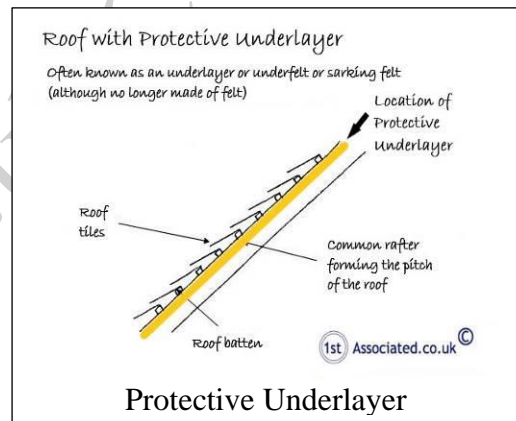 Roof with Protective Underlayer
Often known as an underlayer or underfelt or sarking felt
(although no longer made of felt)
Location of
Protective
Underlayer
Roof
tiles
Common rafter
forming the pitch
of the roof
Roof batten
1st Associated.co.uk ©
Protective Underlayer